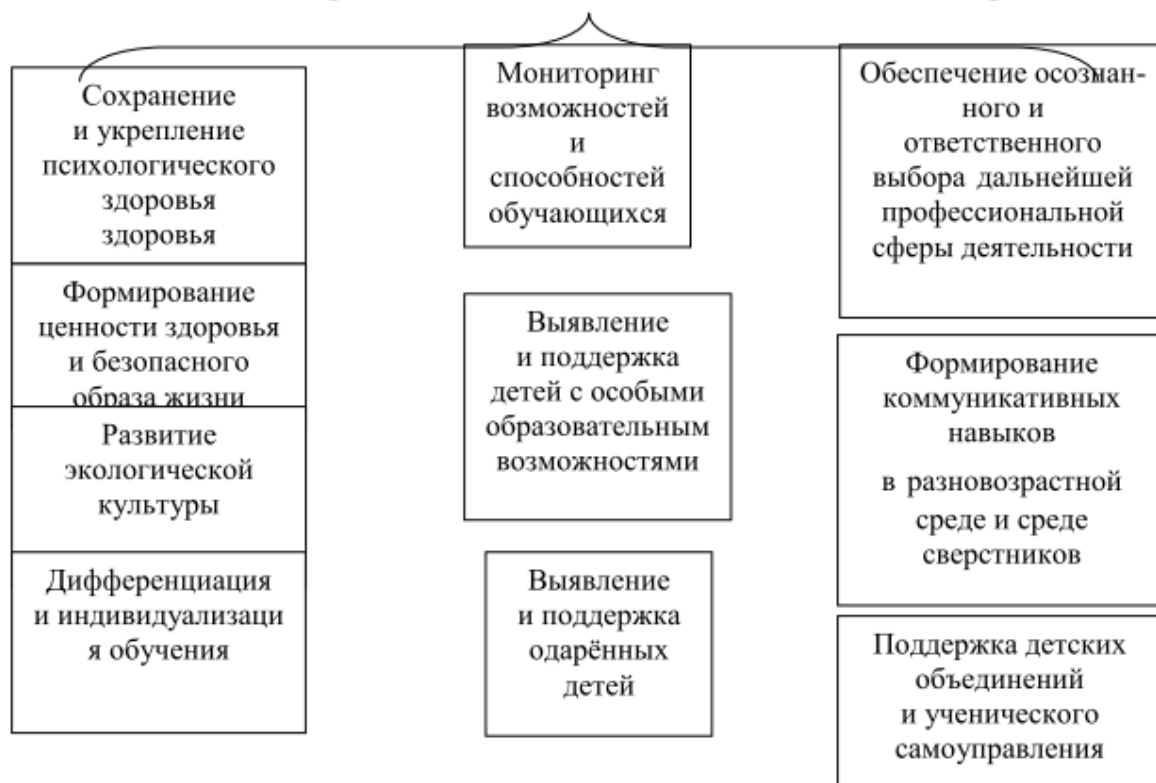 Сохранение
и укрепление
психологического
здоровья
здоровья
Формирование
ценности здоровья
и безопасного
образа жизни
Развитие
экологической
культуры
Дифференциация
и индивидуализаци
я обучения
Мониторинг
возможностей
и
способностей
обучающихся
Выявление
и поддержка
детей с особыми
образовательным
возможностями
Выявление
и поддержка
одарённых
детей
Обеспечение осознан-
ного и
ответственного
выбора дальнейшей
профессиональной
сферы деятельности
Формирование
коммуникативных
навыков
в разновозрастной
среде и среде
сверстников
Поддержка детских
объединений
и ученического
самоуправления